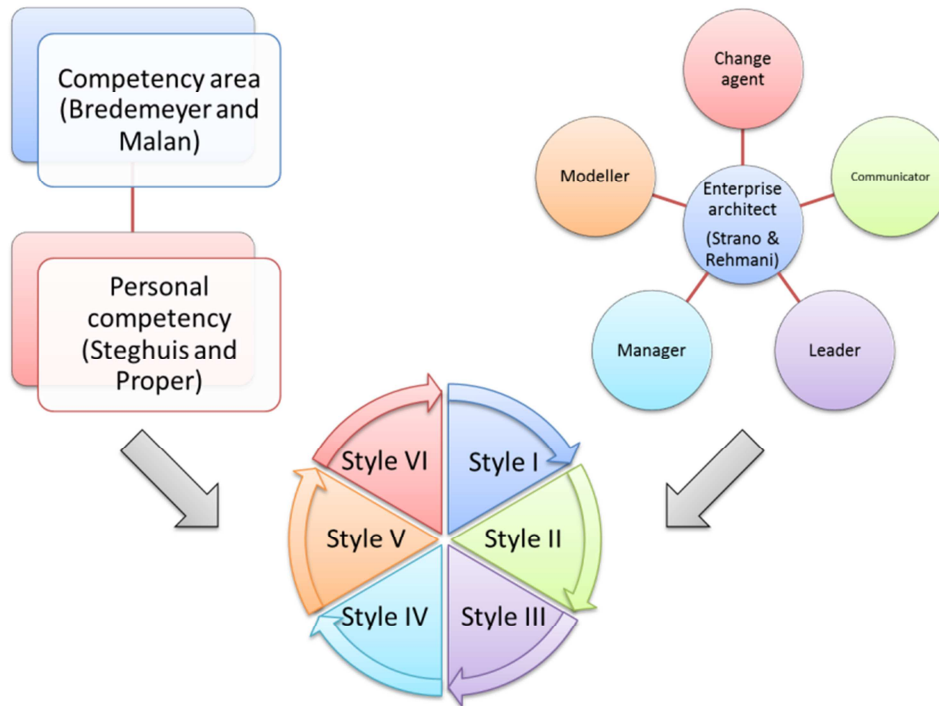 Competency area
(Bredemeyer and
Malan)
Personal
competency
(Steghuis and
Proper)
Change
agent
Modeller
Communicator
Enterprise
architect
(Strano &
Rehmani)
Manager
Leader
Style VI
Style I
Style V
Style II
Style IV
Style III